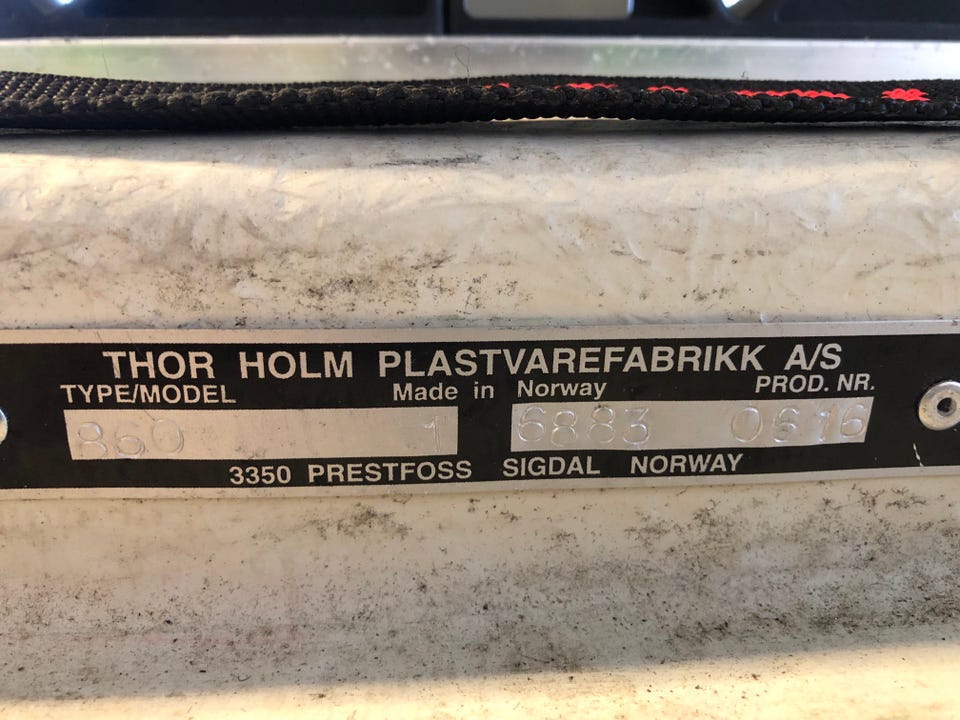 THOR HOLM PLASTVAREFABRIKK A/S
TYPE/MODEL Made in Norway PROD. NR.
860 1 6883 0616
3350 PRESTFOSS SIGDAL NORWAY